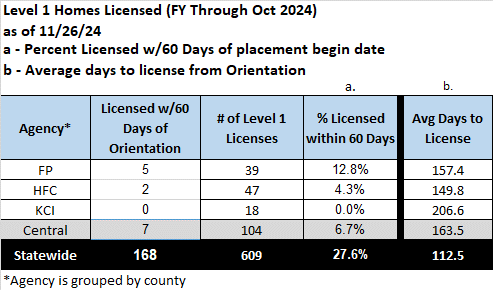 Level 1 Homes Licensed (FY Through Oct 2024)
as of 11/26/24
a - Percent Licensed w/60 Days of placement begin date
b - Average days to license from Orientation
a. b.
Agency* Licensed w/60 Days of Orientation # of Level 1 Licenses % Licensed within 60 Days Avg Days to License
FP 5 39 12.8% 157.4
HFC 2 47 4.3% 149.8
KCI 0 18 0.0% 206.6
Central 7 104 6.7% 163.5
Statewide 168 609 27.6% 112.5
*Agency is grouped by county